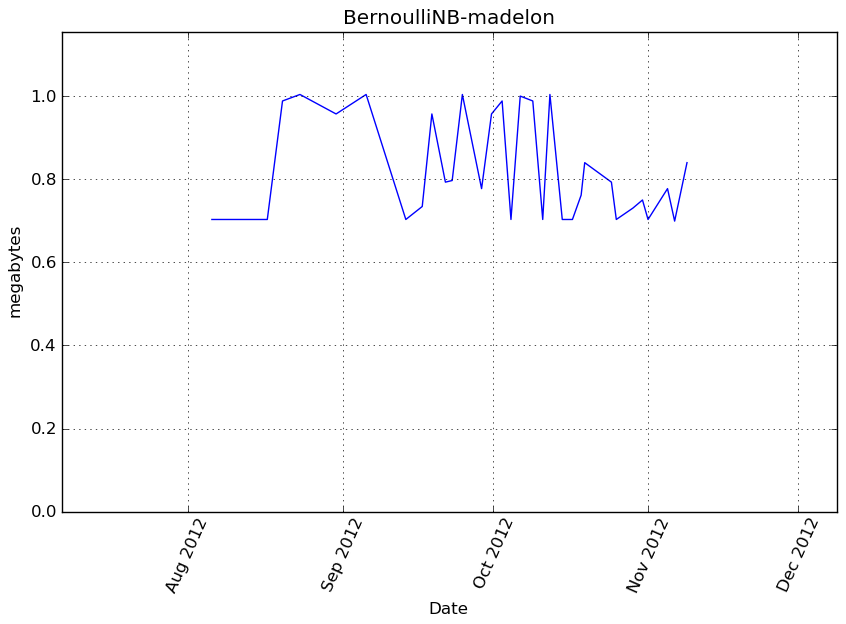 BernoulliNB-madelon
1.0
0.8
0.6
0.4
0.2
0.0
megabytes
Aug 2012
Sep 2012
Oct 2012
Nov 2012
Dec 2012
Date